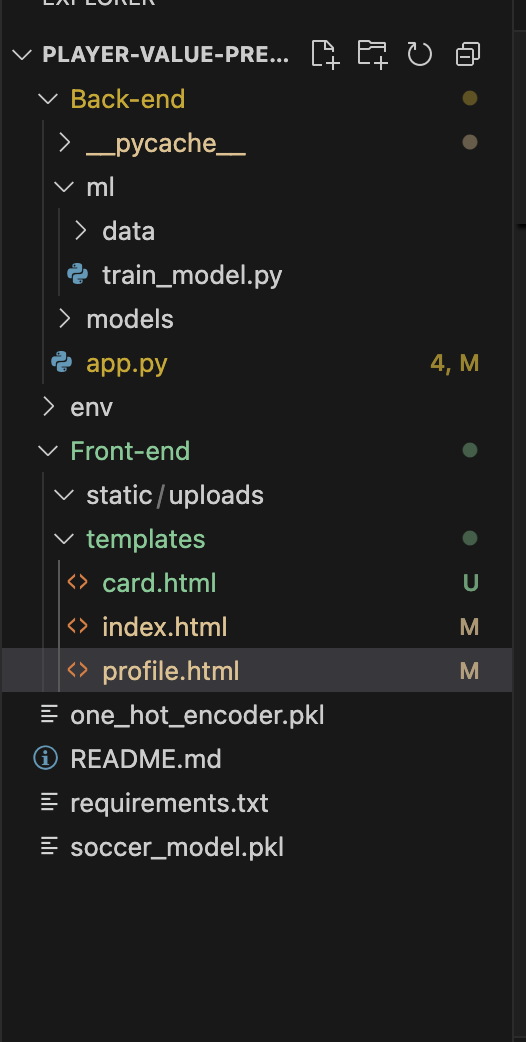 EXPLORER
PLAYER-VALUE-PRE...
Back-end
__pycache__
ml
data
train_model.py
models
app.py 4, M
env
Front-end
static/uploads
templates
card.html U
index.html M
profile.html M
one_hot_encoder.pkl
README.md
requirements.txt
soccer_model.pkl